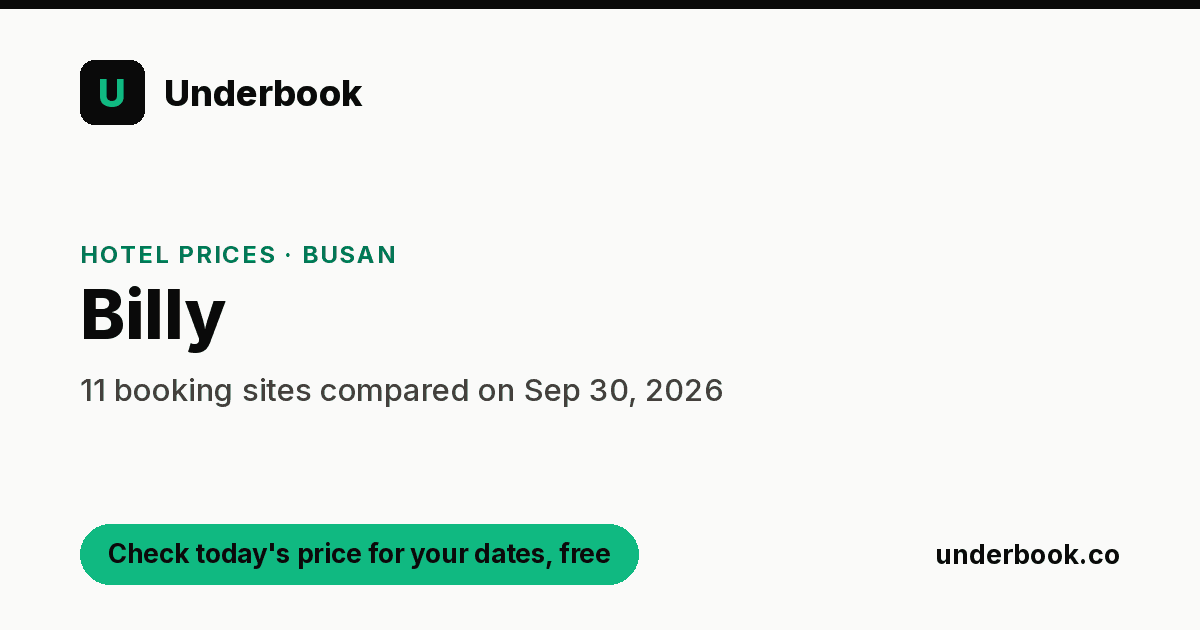 U Underbook
HOTEL PRICES · BUSAN
Billy
11 booking sites compared on Sep 30, 2026
Check today's price for your dates, free
underbook.co